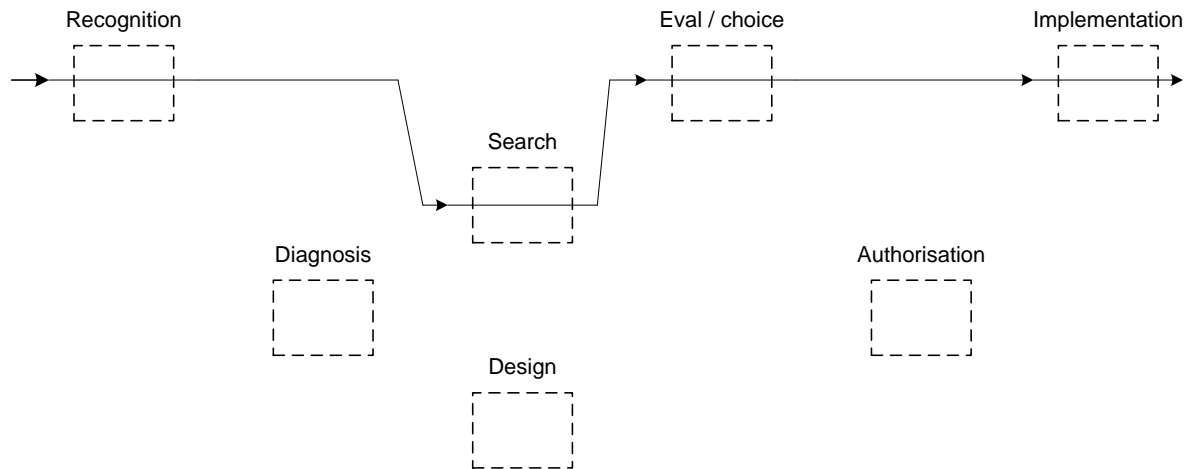 Recognition
Eval / choice
Implementation
Search
Diagnosis
Authorisation
Design